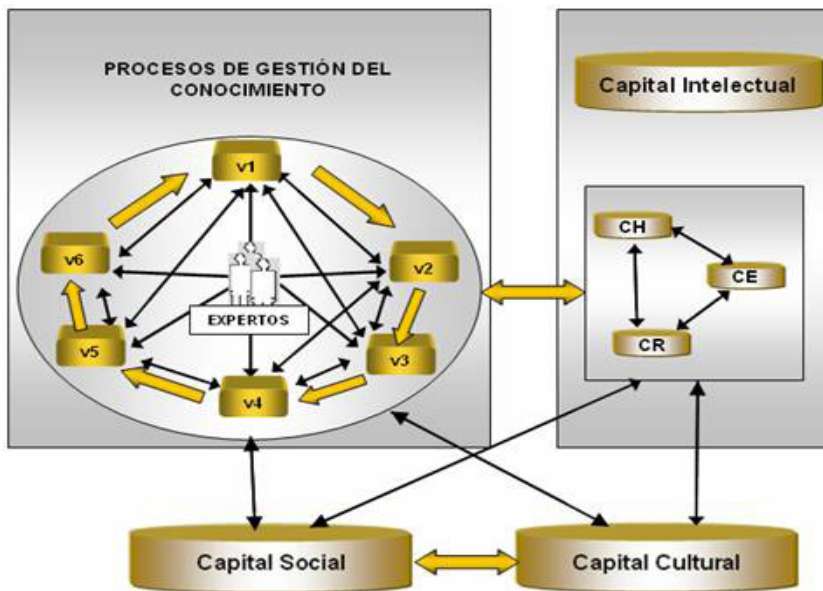 PROCESOS DE GESTIÓN DEL
CONOCIMIENTO
Capital Intelectual
v1
v6
v2
EXPERTOS
v5
v3
v4
CH
CE
CR
Capital Social
Capital Cultural